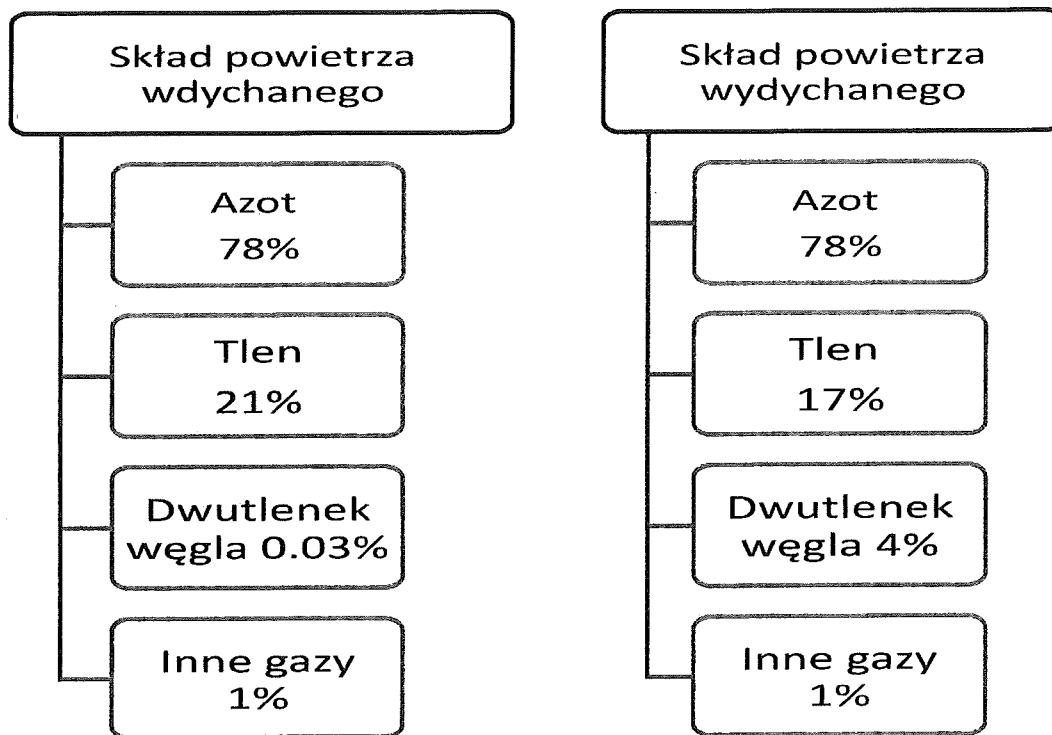 Skład powietrza
wdychanego
Azot
78%
Tlen
21%
Dwutlenek
węgla 0.03%
Inne gazy
1%
Skład powietrza
wydychanego
Azot
78%
Tlen
17%
Dwutlenek
węgla 4%
Inne gazy
1%